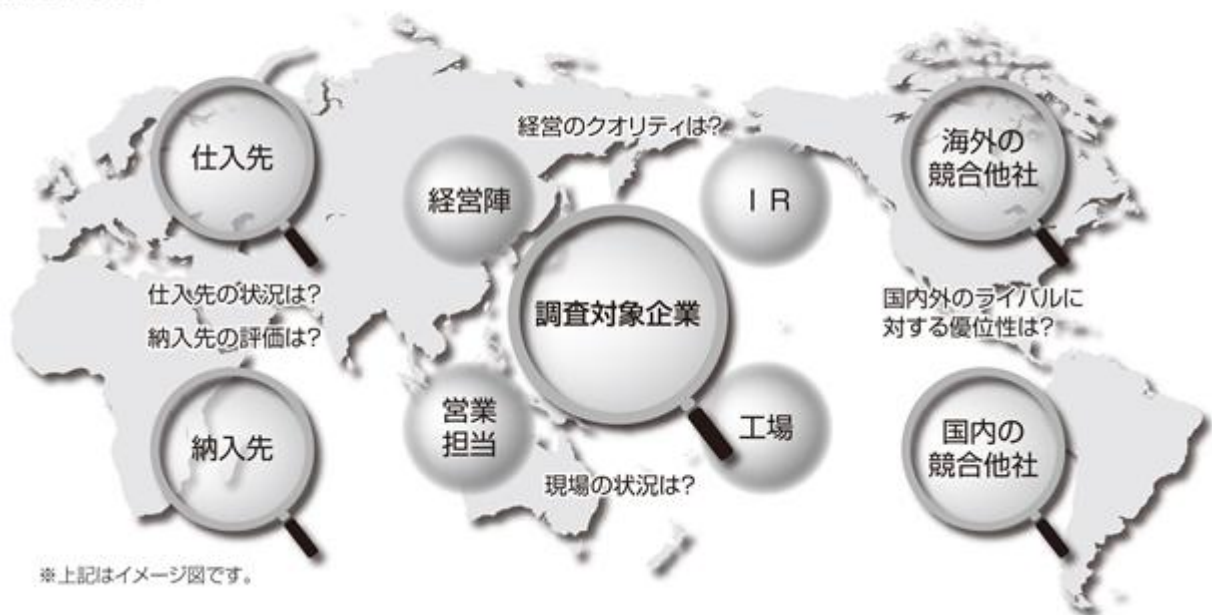 経営のクオリティは?
仕入先
海外の
競合他社
経営陣
IR
仕入先の状況は?
納入先の評価は?
調査対象企業
国内外のライバルに
対する優位性は?
営業
担当
工場
納入先
国内の
競合他社
現場の状況は?
※上記はイメージ図です。